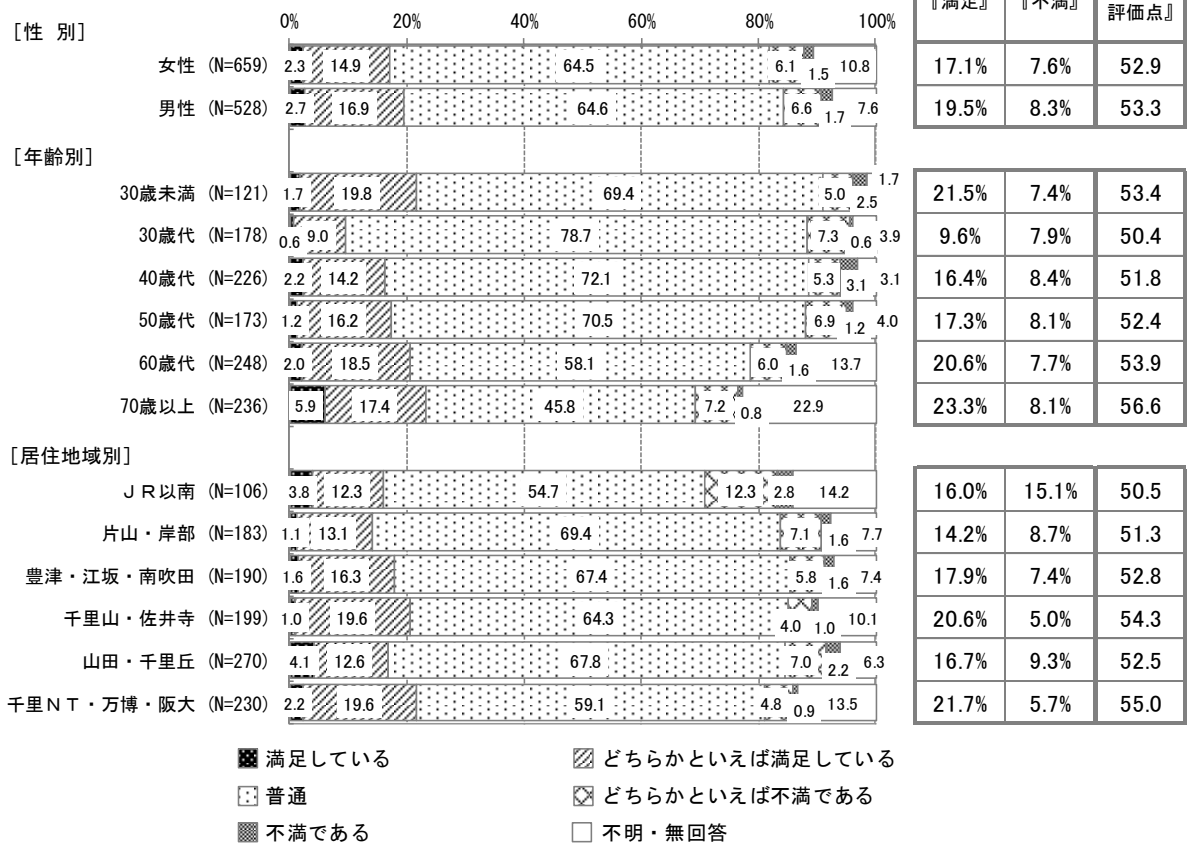 『満足』 『不満』 評価点』
[性 別] 0% 20% 40% 60% 80% 100%
女性 (N=659) 2.3 14.9 64.5 6.1 1.5 10.8 17.1% 7.6% 52.9
男性 (N=528) 2.7 16.9 64.6 6.6 1.7 7.6 19.5% 8.3% 53.3
[年齢別]
30歳未満 (N=121) 1.7 19.8 69.4 5.0 2.5 1.7 21.5% 7.4% 53.4
30歳代 (N=178) 0.6 9.0 78.7 7.3 0.6 3.9 9.6% 7.9% 50.4
40歳代 (N=226) 2.2 14.2 72.1 5.3 3.1 3.1 16.4% 8.4% 51.8
50歳代 (N=173) 1.2 16.2 70.5 6.9 1.2 4.0 17.3% 8.1% 52.4
60歳代 (N=248) 2.0 18.5 58.1 6.0 1.6 13.7 20.6% 7.7% 53.9
70歳以上 (N=236) 5.9 17.4 45.8 7.2 0.8 22.9 23.3% 8.1% 56.6
[居住地域別]
ＪＲ以南 (N=106) 3.8 12.3 54.7 12.3 2.8 14.2 16.0% 15.1% 50.5
片山・岸部 (N=183) 1.1 13.1 69.4 7.1 1.6 7.7 14.2% 8.7% 51.3
豊津・江坂・南吹田 (N=190) 1.6 16.3 67.4 5.8 1.6 7.4 17.9% 7.4% 52.8
千里山・佐井寺 (N=199) 1.0 19.6 64.3 4.0 1.0 10.1 20.6% 5.0% 54.3
山田・千里丘 (N=270) 4.1 12.6 67.8 7.0 2.2 6.3 16.7% 9.3% 52.5
千里ＮＴ・万博・阪大 (N=230) 2.2 19.6 59.1 4.8 0.9 13.5 21.7% 5.7% 55.0
満足している どちらかといえば満足している
普通 どちらかといえば不満である
不満である 不明・無回答